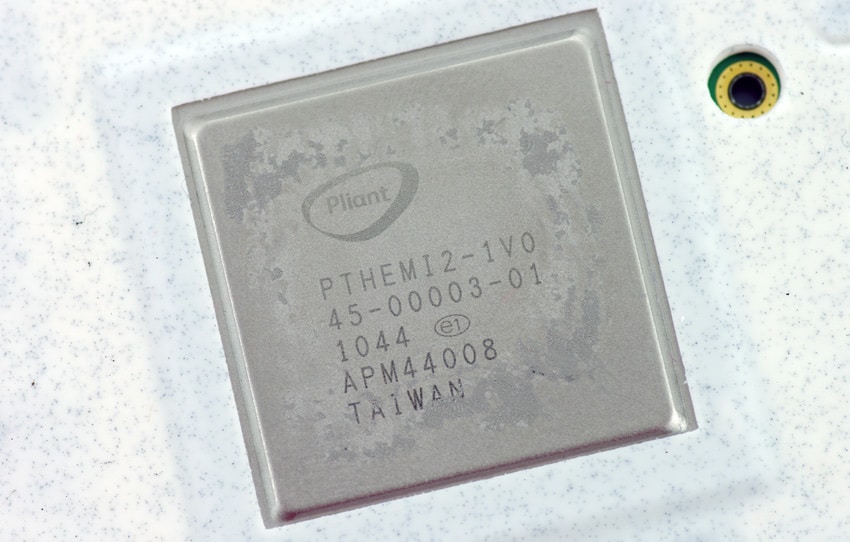 Pliant
PTHEMI2-1V0
45-00003-01
1044 e1
APM44008
TAIWAN